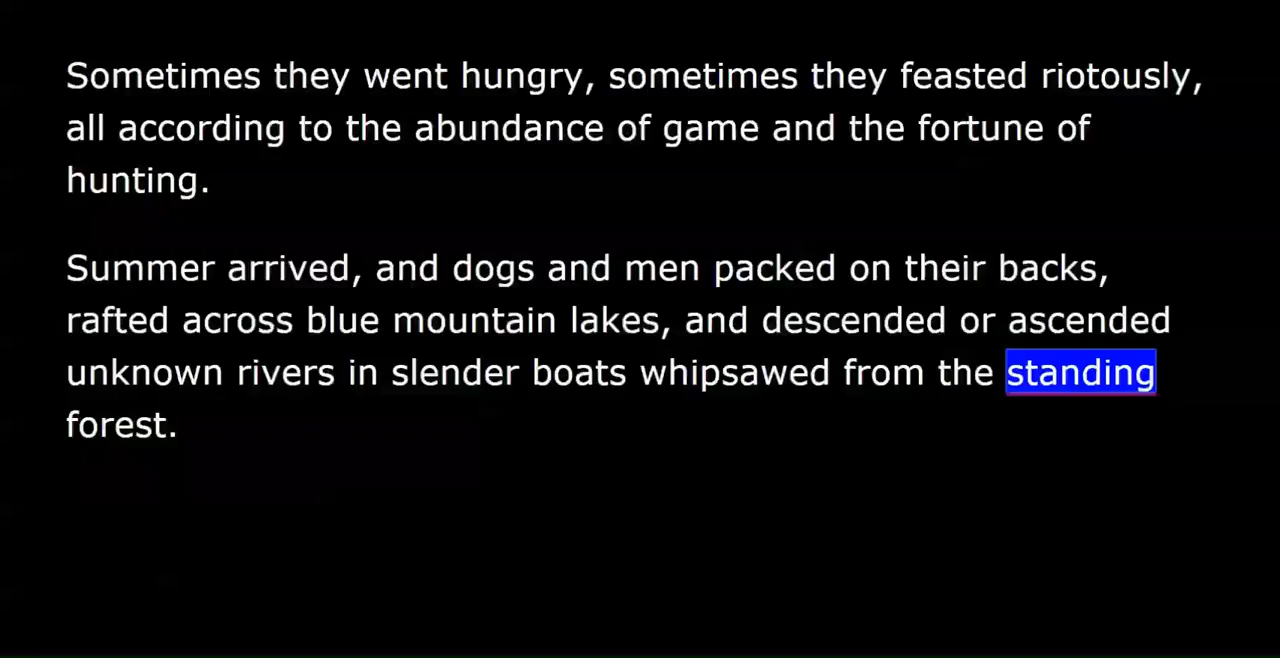 Sometimes they went hungry, sometimes they feasted riotously,
all according to the abundance of game and the fortune of
hunting.
Summer arrived, and dogs and men packed on their backs,
rafted across blue mountain lakes, and descended or ascended
unknown rivers in slender boats whipsawed from the standing
forest.